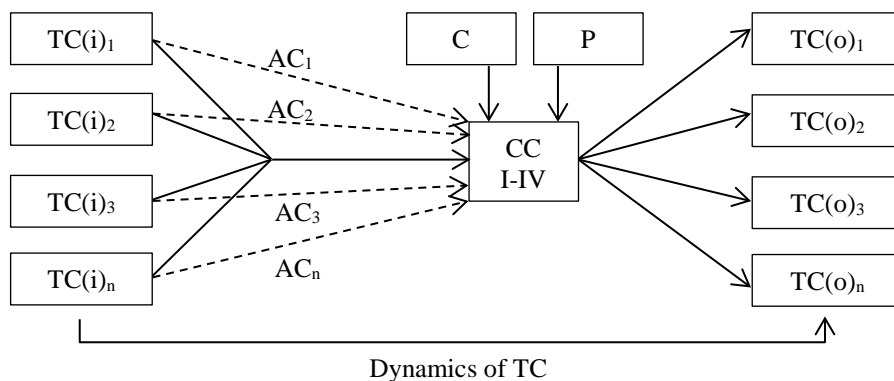 TC(i)₁
TC(i)₂
TC(i)₃
TC(i)ₙ
AC₁
AC₂
AC₃
ACₙ
C
P
CC
I-IV
TC(o)₁
TC(o)₂
TC(o)₃
TC(o)ₙ
Dynamics of TC